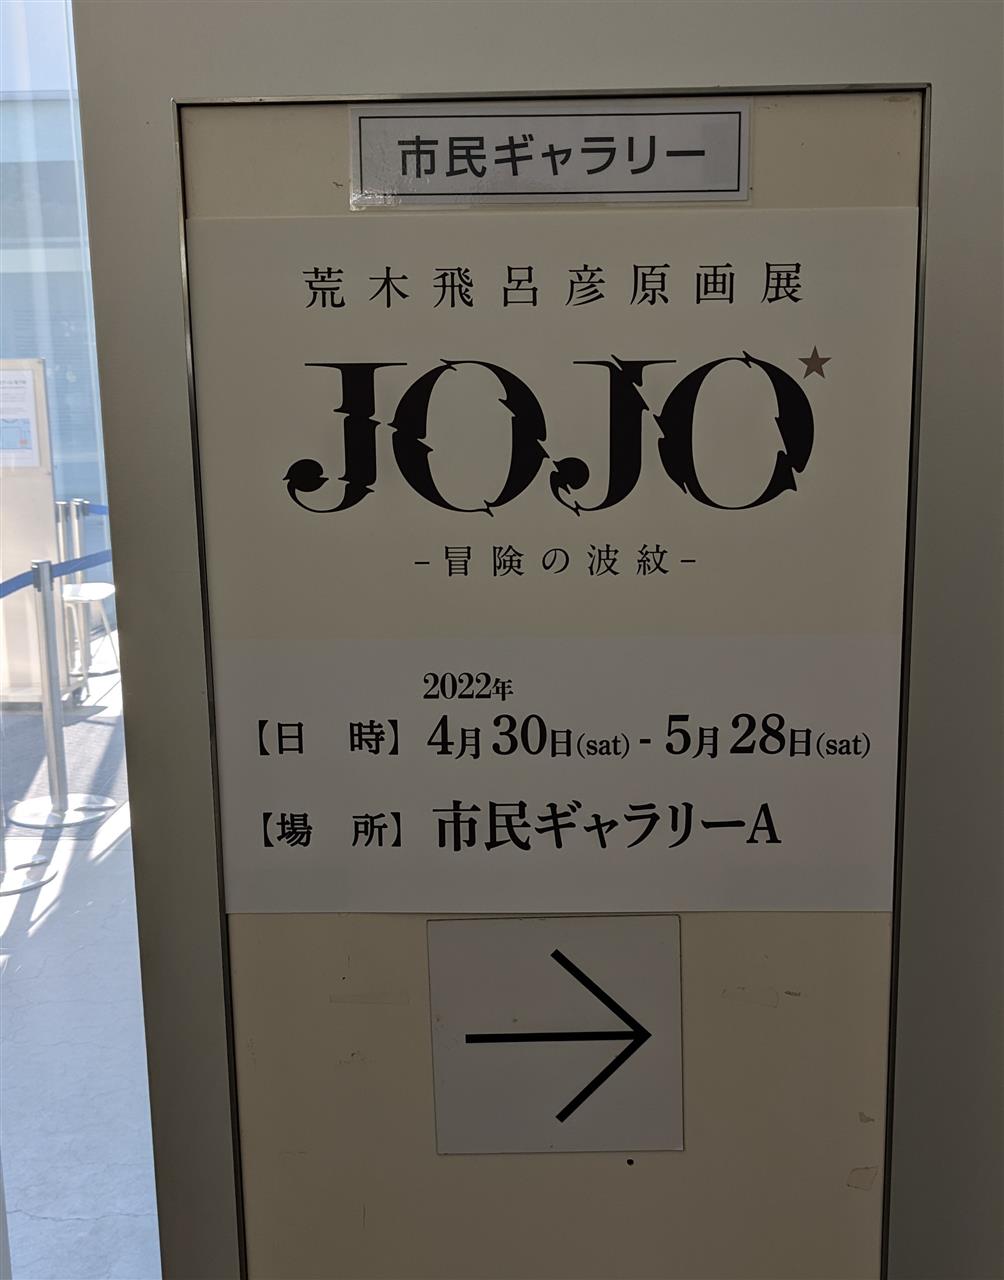 市民ギャラリー
荒木飛呂彦原画展
JOJO
-冒険の波紋-
2022年
【日　時】 4月30日(sat) - 5月28日(sat)
【場　所】 市民ギャラリーA